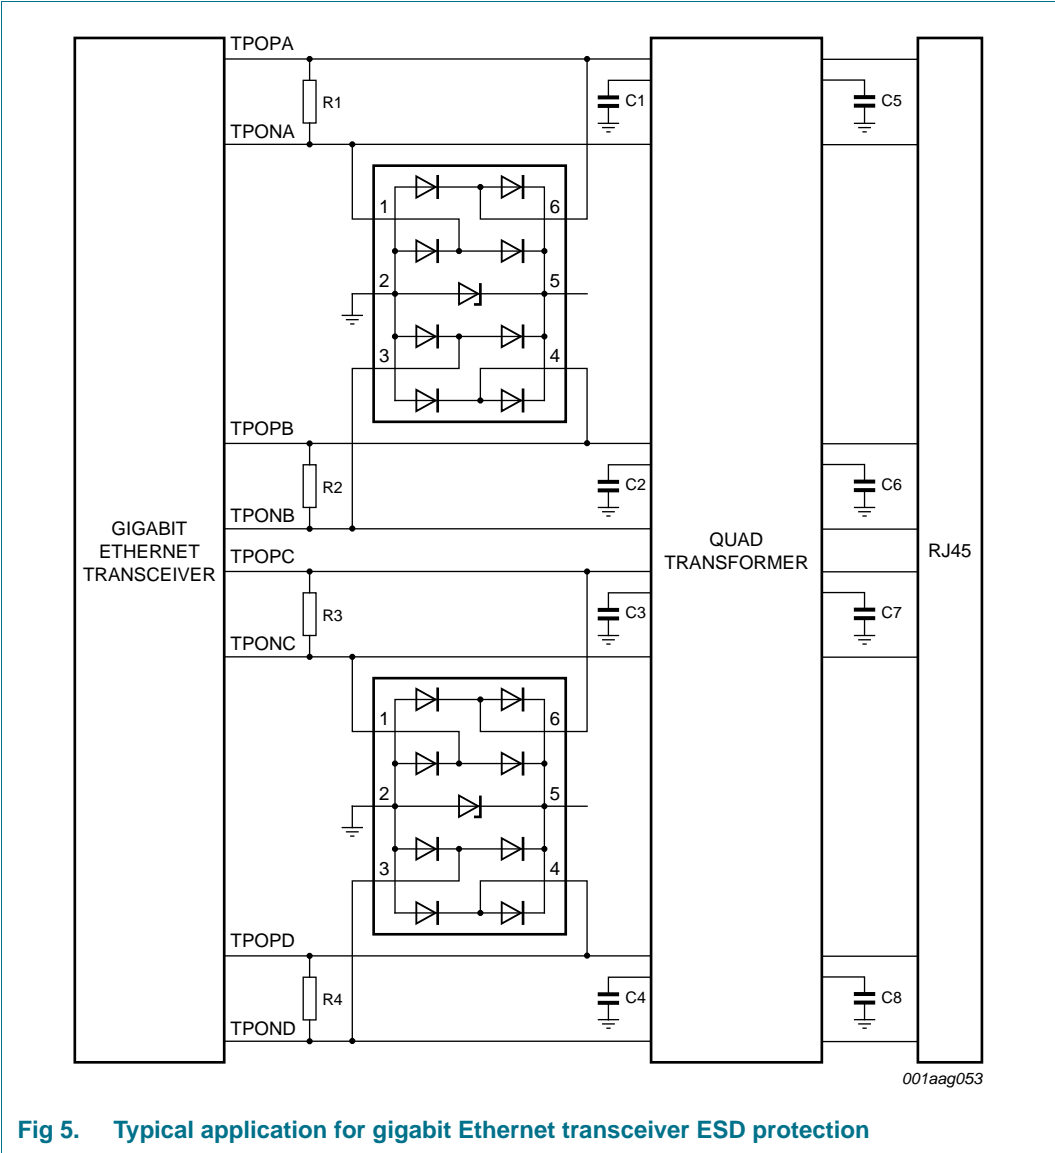 TPOPA
R1
C1
C5
TPONA
1
6
2
5
3
4
TPOPB
R2
C2
C6
TPONB
GIGABIT
ETHERNET
TRANSCEIVER
QUAD
TRANSFORMER
RJ45
TPOPC
R3
C3
C7
TPONC
1
6
2
5
3
4
TPOPD
R4
C4
C8
TPOND
001aag053
Fig 5. Typical application for gigabit Ethernet transceiver ESD protection